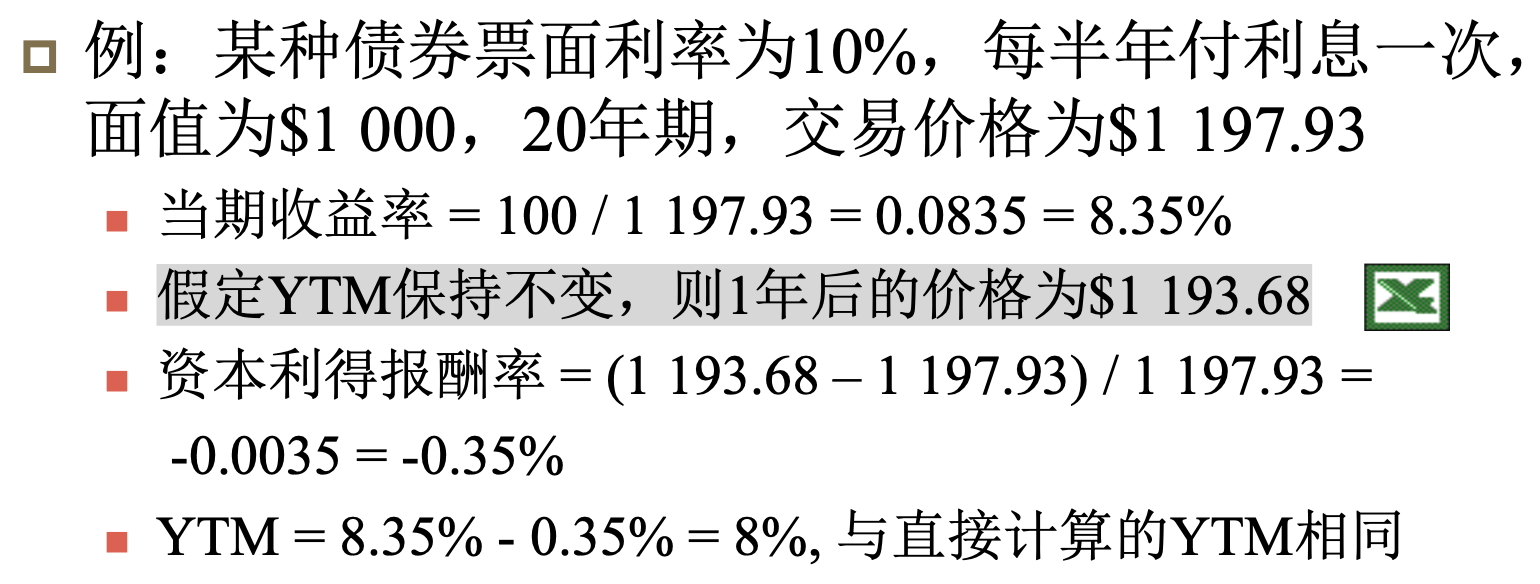 例：某种债券票面利率为10%，每半年付利息一次，
面值为$1 000，20年期，交易价格为$1 197.93
当期收益率 = 100 / 1 197.93 = 0.0835 = 8.35%
假定YTM保持不变，则1年后的价格为$1 193.68
资本利得报酬率 = (1 193.68 – 1 197.93) / 1 197.93 =
-0.0035 = -0.35%
YTM = 8.35% - 0.35% = 8%, 与直接计算的YTM相同